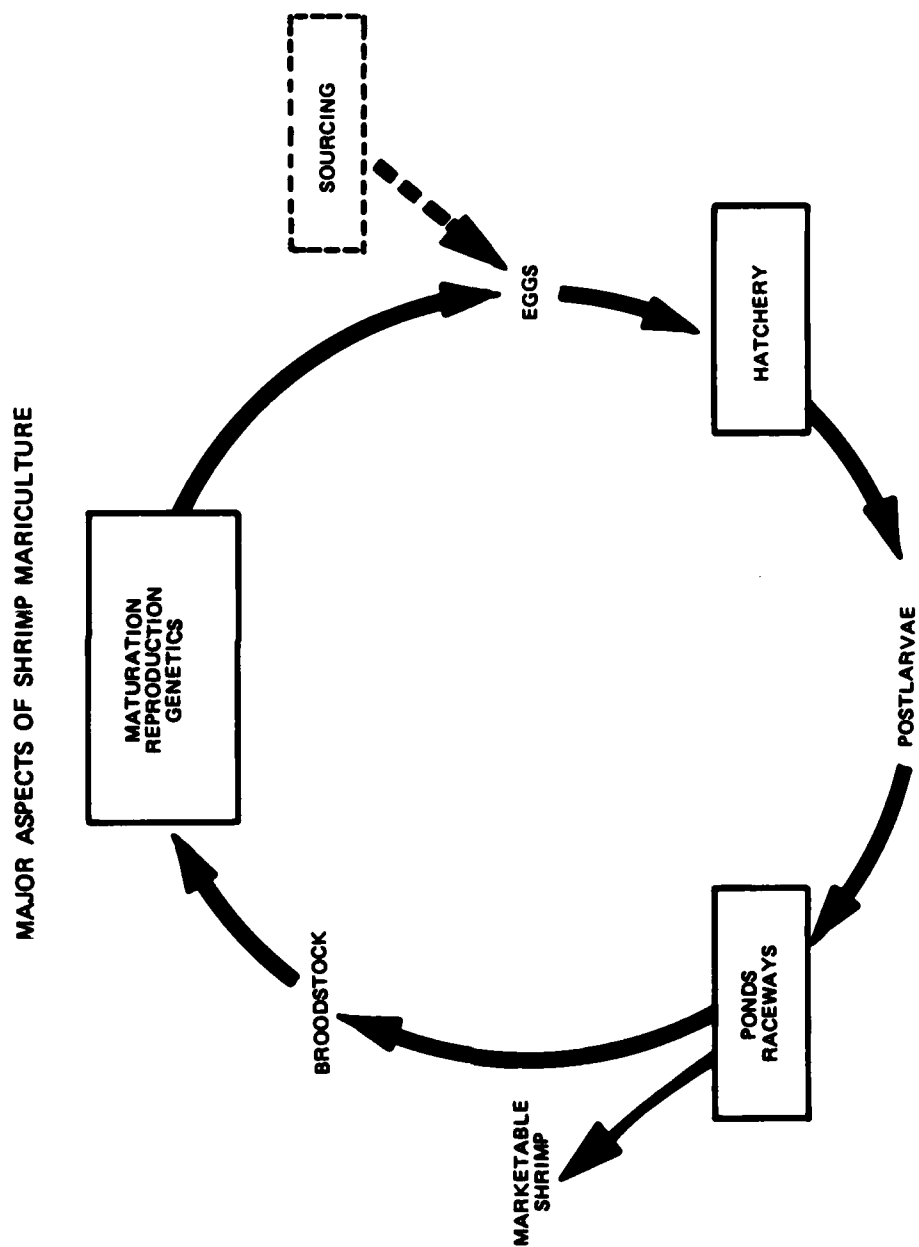 MAJOR ASPECTS OF SHRIMP MARICULTURE
MATURATION
REPRODUCTION
GENETICS
SOURCING
EGGS
HATCHERY
POSTLARVAE
PONDS
RACEWAYS
MARKETABLE
SHRIMP
BROODSTOCK